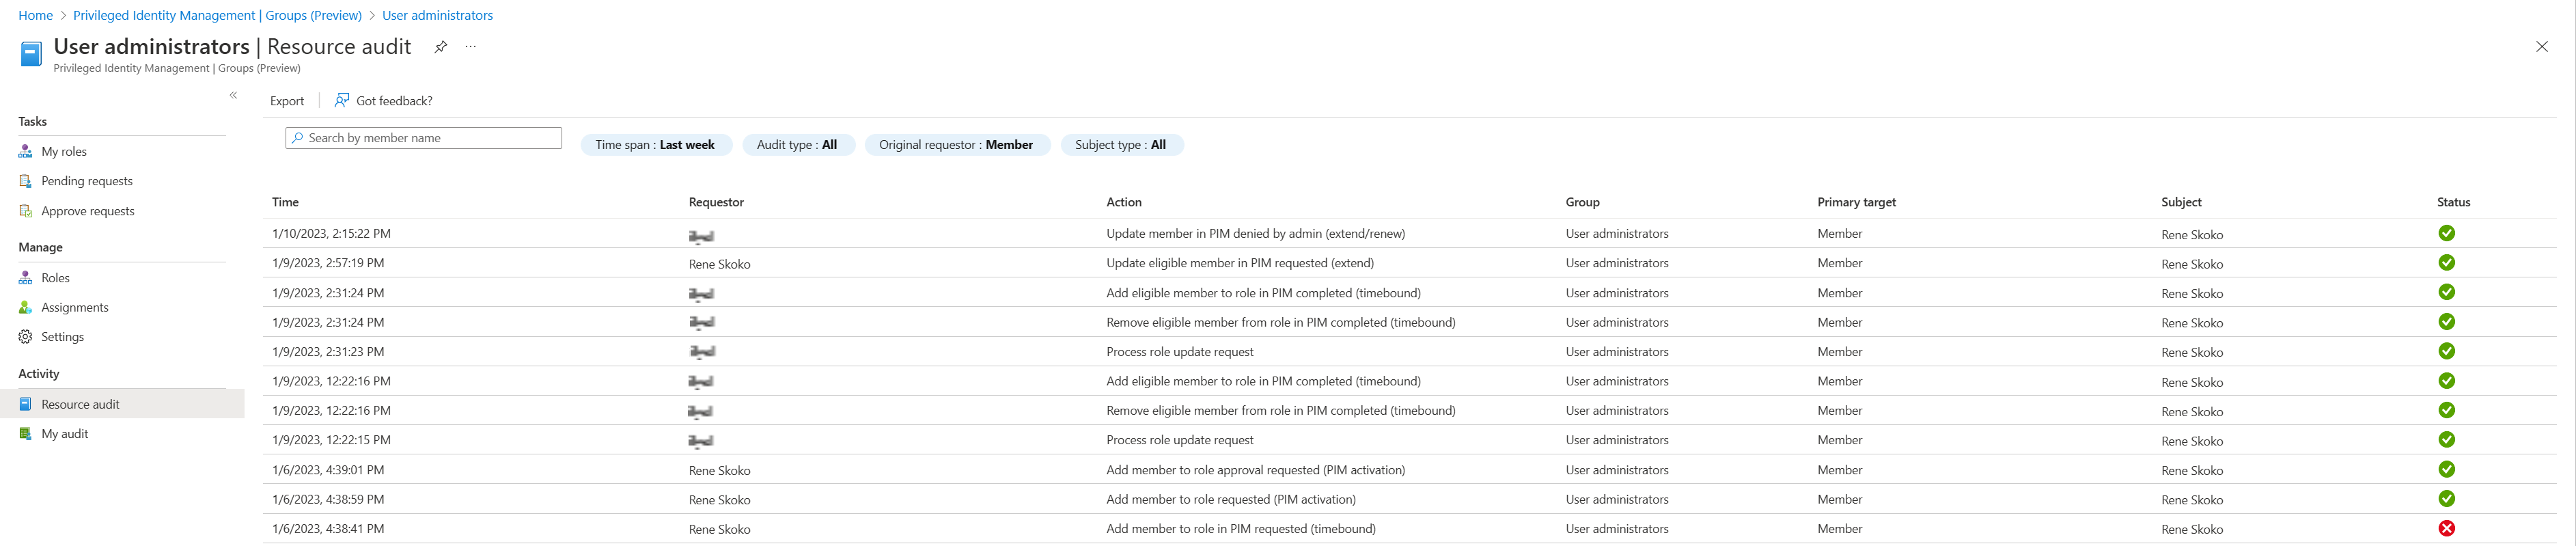 Home > Privileged Identity Management | Groups (Preview) > User administrators
User administrators | Resource audit
Privileged Identity Management | Groups (Preview)
Export Got feedback?
Tasks
My roles
Pending requests
Approve requests
Manage
Roles
Assignments
Settings
Activity
Resource audit
My audit
Search by member name Time span : Last week Audit type : All Original requestor : Member Subject type : All
Time Requestor Action Group Primary target Subject Status
1/10/2023, 2:15:22 PM Update member in PIM denied by admin (extend/renew) User administrators Member Rene Skoko
1/9/2023, 2:57:19 PM Rene Skoko Update eligible member in PIM requested (extend) User administrators Member Rene Skoko
1/9/2023, 2:31:24 PM Add eligible member to role in PIM completed (timebound) User administrators Member Rene Skoko
1/9/2023, 2:31:24 PM Remove eligible member from role in PIM completed (timebound) User administrators Member Rene Skoko
1/9/2023, 2:31:23 PM Process role update request User administrators Member Rene Skoko
1/9/2023, 12:22:16 PM Add eligible member to role in PIM completed (timebound) User administrators Member Rene Skoko
1/9/2023, 12:22:16 PM Remove eligible member from role in PIM completed (timebound) User administrators Member Rene Skoko
1/9/2023, 12:22:15 PM Process role update request User administrators Member Rene Skoko
1/6/2023, 4:39:01 PM Rene Skoko Add member to role approval requested (PIM activation) User administrators Member Rene Skoko
1/6/2023, 4:38:59 PM Rene Skoko Add member to role requested (PIM activation) User administrators Member Rene Skoko
1/6/2023, 4:38:41 PM Rene Skoko Add member to role in PIM requested (timebound) User administrators Member Rene Skoko